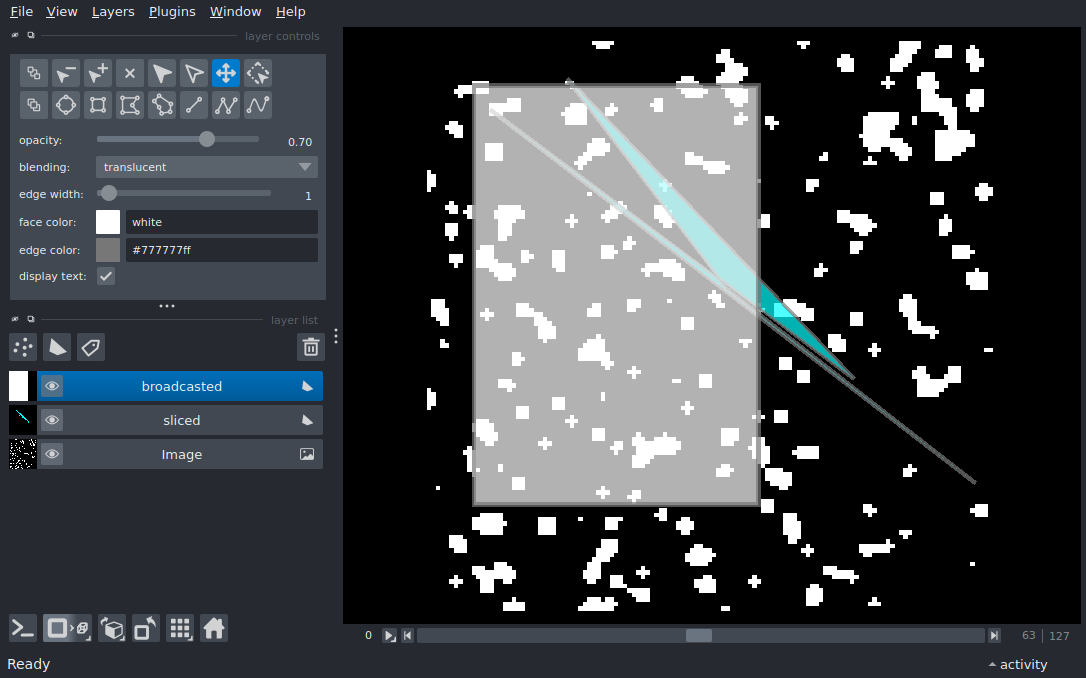 File View Layers Plugins Window Help
layer controls
opacity: 0.70
blending: translucent
edge width: 1
face color: white
edge color: #777777ff
display text:
layer list
broadcasted
sliced
Image
0 63 127
Ready activity